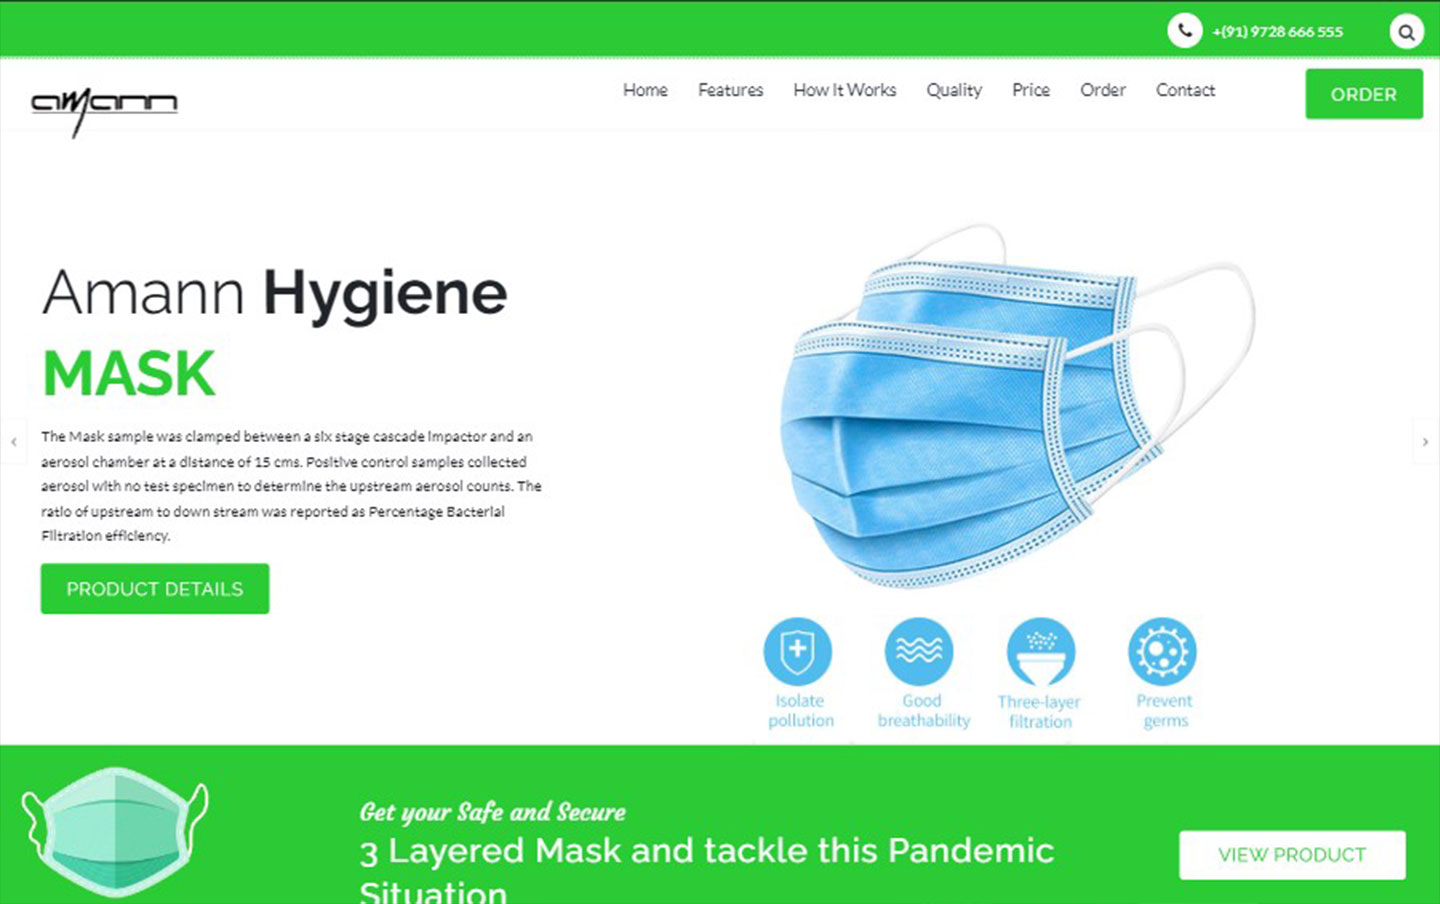 +(91) 9728 666 555
aMann
Home Features How It Works Quality Price Order Contact
ORDER
Amann Hygiene
MASK
The Mask sample was clamped between a six stage cascade impactor and an
aerosol chamber at a distance of 15 cms. Positive control samples collected
aerosol with no test specimen to determine the upstream aerosol counts. The
ratio of upstream to down stream was reported as Percentage Bacterial
Filtration efficiency.
PRODUCT DETAILS
Isolate
pollution
Good
breathability
Three-layer
filtration
Prevent
germs
Get your Safe and Secure
3 Layered Mask and tackle this Pandemic
Situation
VIEW PRODUCT